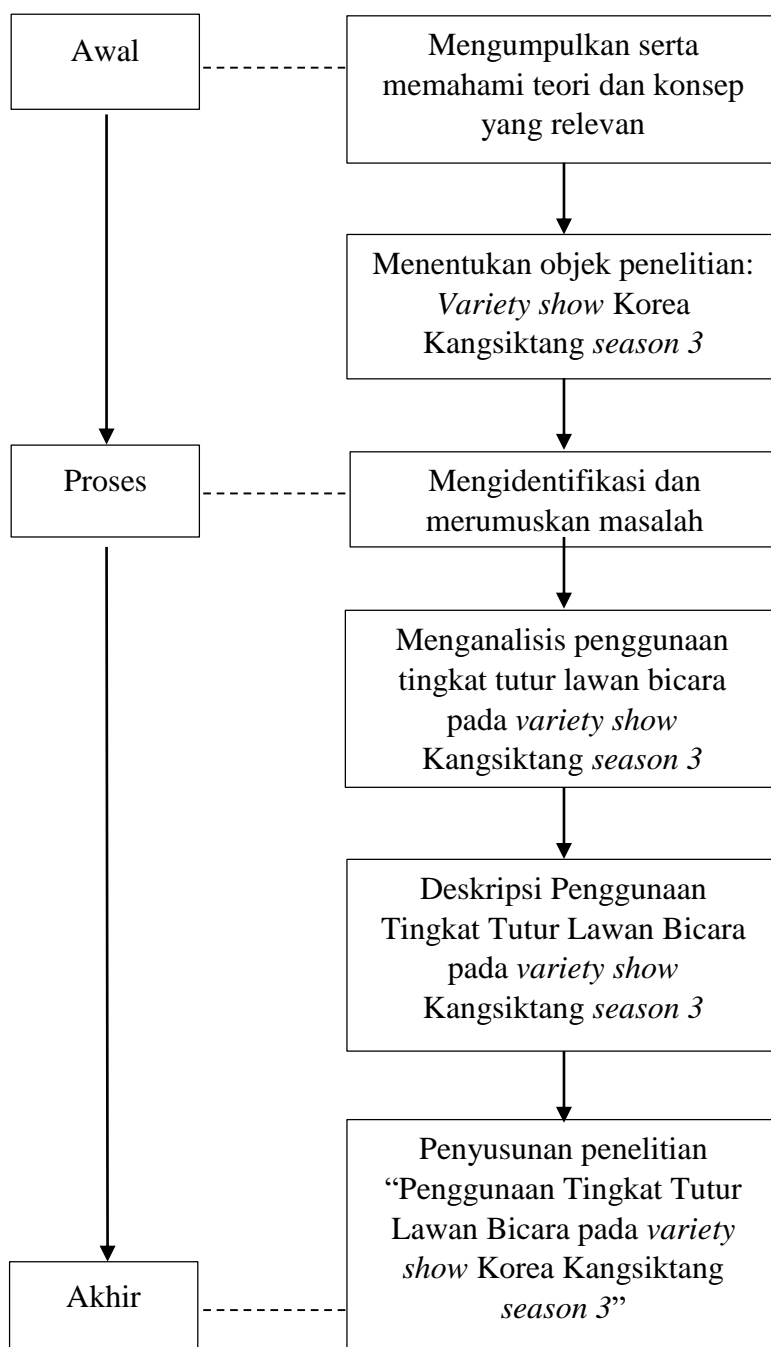 Awal
Mengumpulkan serta
memahami teori dan konsep
yang relevan
Menentukan objek penelitian:
Variety show Korea
Kangsiktang season 3
Proses
Mengidentifikasi dan
merumuskan masalah
Menganalisis penggunaan
tingkat tutur lawan bicara
pada variety show
Kangsiktang season 3
Deskripsi Penggunaan
Tingkat Tutur Lawan Bicara
pada variety show
Kangsiktang season 3
Penyusunan penelitian
“Penggunaan Tingkat Tutur
Lawan Bicara pada variety
show Korea Kangsiktang
season 3”
Akhir